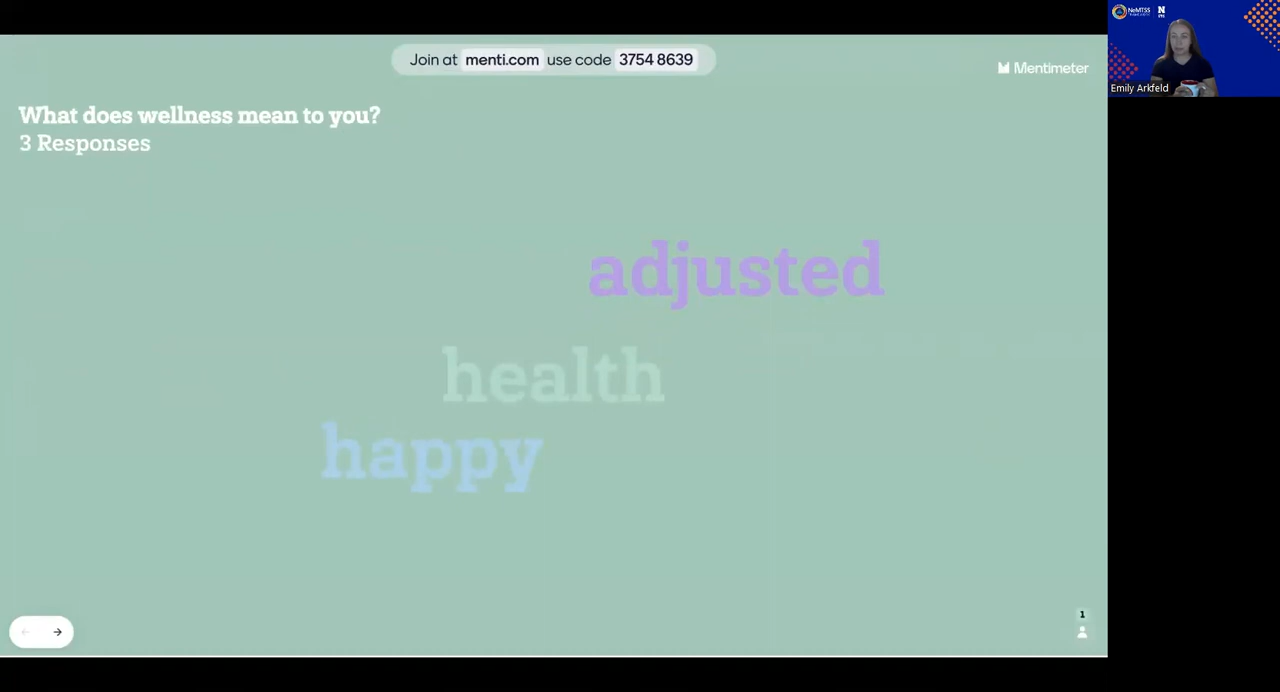 Join at menti.com use code 3754 8639
Mentimeter
NeMTSS
N
Emily Arkfeld
What does wellness mean to you?
3 Responses
adjusted
health
happy
1